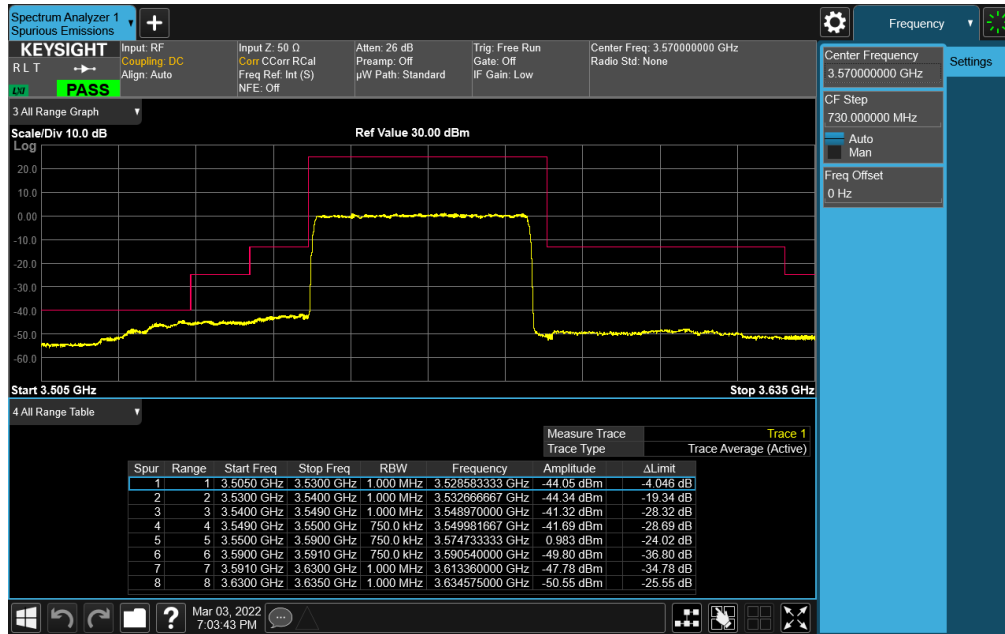 Spectrum Analyzer 1
Spurious Emissions
Frequency
KEYSIGHT
R L T
LXI
PASS
Input: RF
Coupling: DC
Align: Auto
Input Z: 50 Ω
Corr CCorr RCal
Freq Ref: Int (S)
NFE: Off
Atten: 26 dB
Preamp: Off
µW Path: Standard
Trig: Free Run
Gate: Off
IF Gain: Low
Center Freq: 3.570000000 GHz
Radio Std: None
Center Frequency
3.570000000 GHz
Settings
CF Step
730.000000 MHz
Auto
Man
Freq Offset
0 Hz
3 All Range Graph
Scale/Div 10.0 dB
Ref Value 30.00 dBm
Log
20.0
10.0
0.00
-10.0
-20.0
-30.0
-40.0
-50.0
-60.0
Start 3.505 GHz
Stop 3.635 GHz
4 All Range Table
Measure Trace Trace 1
Trace Type Trace Average (Active)
Spur Range Start Freq Stop Freq RBW Frequency Amplitude ΔLimit
1 1 3.5050 GHz 3.5300 GHz 1.000 MHz 3.528583333 GHz -44.05 dBm -4.046 dB
2 2 3.5300 GHz 3.5400 GHz 1.000 MHz 3.532666667 GHz -44.34 dBm -19.34 dB
3 3 3.5400 GHz 3.5490 GHz 1.000 MHz 3.548970000 GHz -41.32 dBm -28.32 dB
4 4 3.5490 GHz 3.5500 GHz 750.0 kHz 3.549981667 GHz -41.69 dBm -28.69 dB
5 5 3.5500 GHz 3.5900 GHz 750.0 kHz 3.574733333 GHz 0.983 dBm -24.02 dB
6 6 3.5900 GHz 3.5910 GHz 750.0 kHz 3.590540000 GHz -49.80 dBm -36.80 dB
7 7 3.5910 GHz 3.6300 GHz 1.000 MHz 3.613360000 GHz -47.78 dBm -34.78 dB
8 8 3.6300 GHz 3.6350 GHz 1.000 MHz 3.634575000 GHz -50.55 dBm -25.55 dB
?
Mar 03, 2022
7:03:43 PM